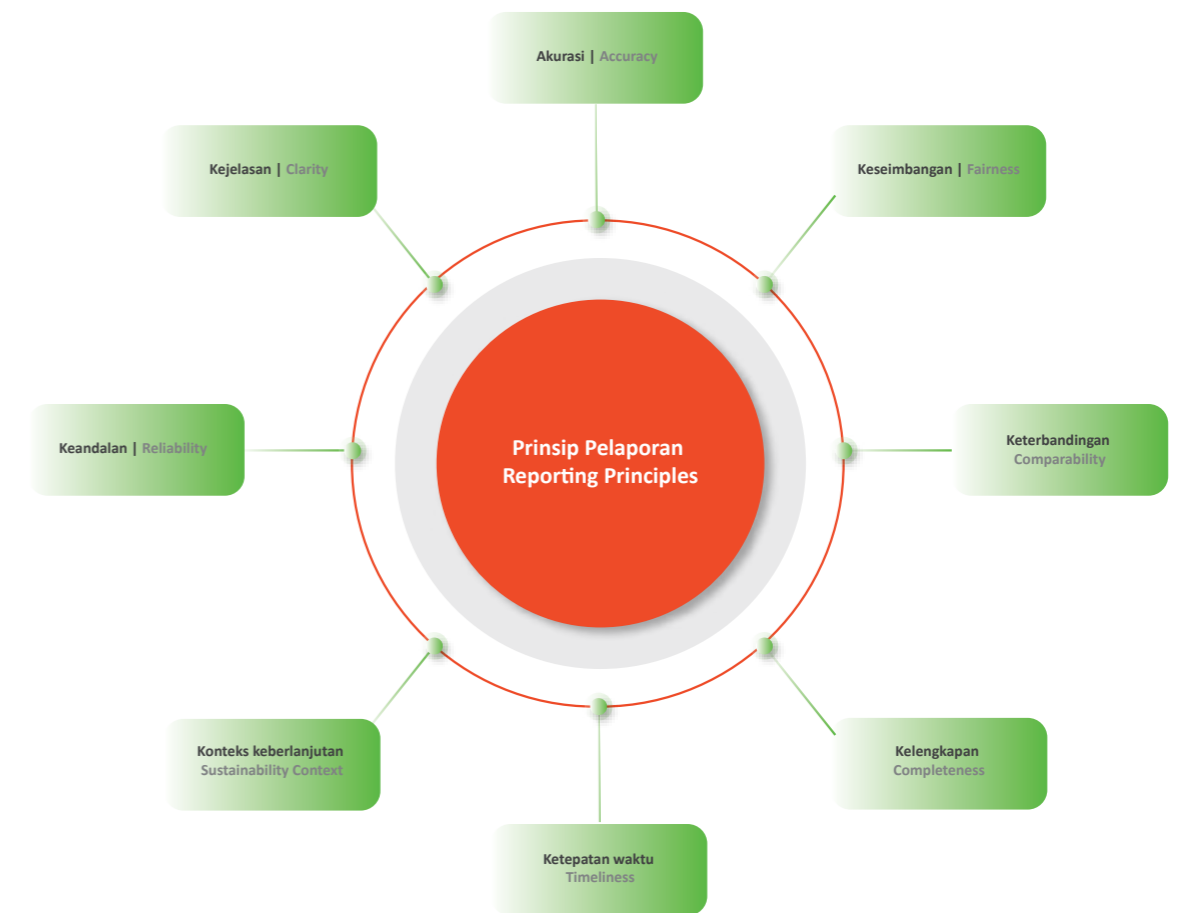 Akurasi | Accuracy
Kejelasan | Clarity
Keseimbangan | Fairness
Keandalan | Reliability
Prinsip Pelaporan
Reporting Principles
Keterbandingan
Comparability
Konteks keberlanjutan
Sustainability Context
Kelengkapan
Completeness
Ketepatan waktu
Timeliness